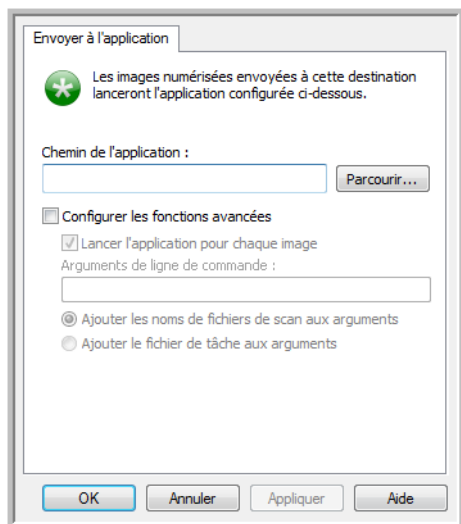 Envoyer à l'application
Les images numérisées envoyées à cette destination
lanceront l'application configurée ci-dessous.
Chemin de l'application :
Parcourir...
Configurer les fonctions avancées
Lancer l'application pour chaque image
Arguments de ligne de commande :
Ajouter les noms de fichiers de scan aux arguments
Ajouter le fichier de tâche aux arguments
OK Annuler Appliquer Aide